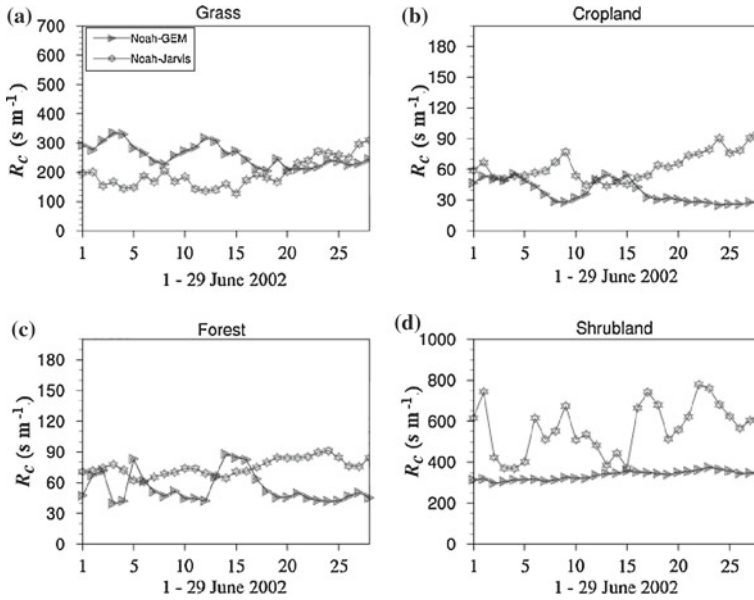 (a)
Grass
700
600
500
400
300
200
100
0
R_C (s m⁻¹)
Noah-GEM
Noah-Jarvis
1 5 10 15 20 25
1 - 29 June 2002
(b)
Cropland
180
150
120
90
60
30
0
R_C (s m⁻¹)
1 5 10 15 20 25
1 - 29 June 2002
(c)
Forest
180
150
120
90
60
30
0
R_C (s m⁻¹)
1 5 10 15 20 25
1 - 29 June 2002
(d)
Shrubland
1000
800
600
400
200
0
R_C (s m⁻¹)
1 5 10 15 20 25
1 - 29 June 2002